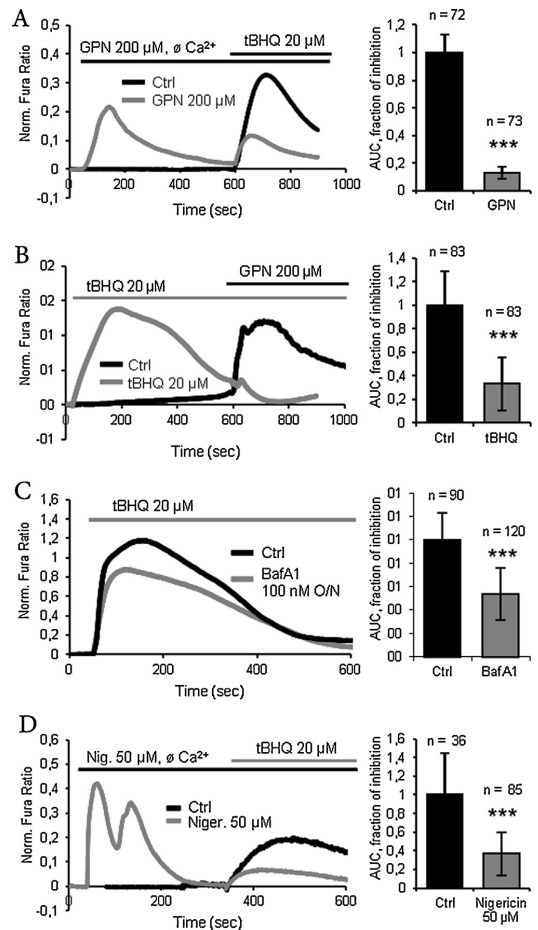 A
GPN 200 µM, ø Ca²⁺
tBHQ 20 µM
Norm. Fura Ratio
0,5
0,4
0,3
0,2
0,1
0
-0,1
Ctrl
GPN 200 µM
200 400 600 800 1000
Time (sec)
AUC, fraction of inhibition
1,2
1
0,8
0,6
0,4
0,2
0
n = 72
n = 73
***
Ctrl GPN
B
tBHQ 20 µM
GPN 200 µM
Norm. Fura Ratio
02
02
01
01
00
-01
Ctrl
tBHQ 20 µM
0 200 400 600 800 1000
Time (sec)
AUC, fraction of inhibition
1,4
1,2
1
0,8
0,6
0,4
0,2
0
n = 83
n = 83
***
Ctrl tBHQ
C
tBHQ 20 µM
Norm. Fura Ratio
1,6
1,4
1,2
1
0,8
0,6
0,4
0,2
0
Ctrl
BafA1
100 nM O/N
0 200 400 600
Time (sec)
AUC, fraction of inhibition
01
01
01
01
01
00
00
00
n = 90
n = 120
***
Ctrl BafA1
D
Nig. 50 µM, ø Ca²⁺
tBHQ 20 µM
Norm. Fura Ratio
0,6
0,5
0,4
0,3
0,2
0,1
0
-0,1
Ctrl
Niger. 50 µM
0 200 400 600
Time (sec)
AUC, fraction of inhibition
1,6
1,4
1,2
1
0,8
0,6
0,4
0,2
0
n = 36
n = 85
***
Ctrl Nigericin
50 µM